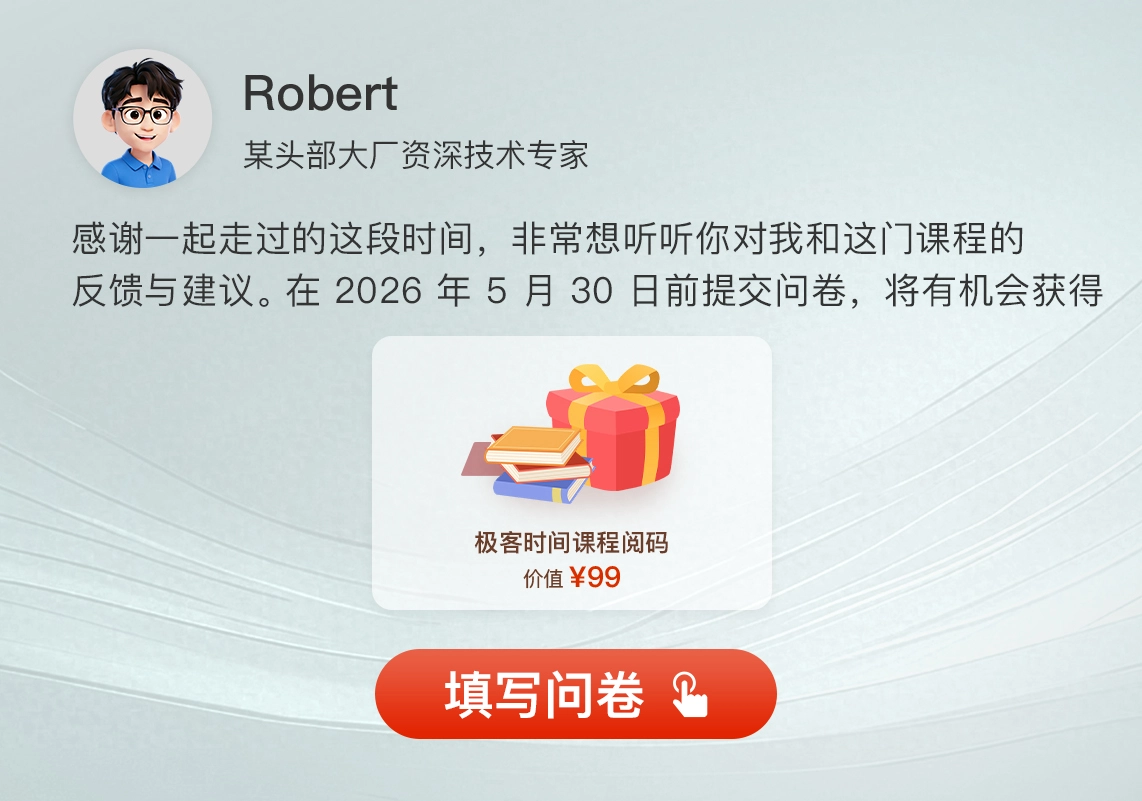 Robert
某头部大厂资深技术专家
感谢一起走过的这段时间，非常想听听你对我和这门课程的
反馈与建议。在 2026 年 5 月 30 日前提交问卷，将有机会获得
极客时间课程阅码
价值 ¥99
填写问卷